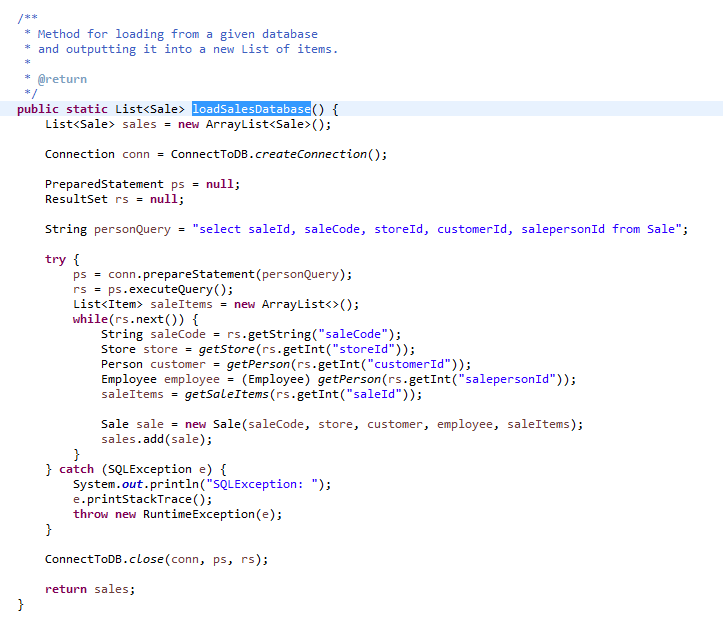 /**
 * Method for loading from a given database
 * and outputting it into a new List of items.
 *
 * @return
 */
public static List<Sale> loadSalesDatabase() {
    List<Sale> sales = new ArrayList<Sale>();

    Connection conn = ConnectToDB.createConnection();

    PreparedStatement ps = null;
    ResultSet rs = null;

    String personQuery = "select saleId, saleCode, storeId, customerId, salepersonId from Sale";

    try {
        ps = conn.prepareStatement(personQuery);
        rs = ps.executeQuery();
        List<Item> saleItems = new ArrayList<>();
        while(rs.next()) {
            String saleCode = rs.getString("saleCode");
            Store store = getStore(rs.getInt("storeId"));
            Person customer = getPerson(rs.getInt("customerId"));
            Employee employee = (Employee) getPerson(rs.getInt("salepersonId"));
            saleItems = getSaleItems(rs.getInt("saleId"));

            Sale sale = new Sale(saleCode, store, customer, employee, saleItems);
            sales.add(sale);
        }
    } catch (SQLException e) {
        System.out.println("SQLException: ");
        e.printStackTrace();
        throw new RuntimeException(e);
    }

    ConnectToDB.close(conn, ps, rs);

    return sales;
}